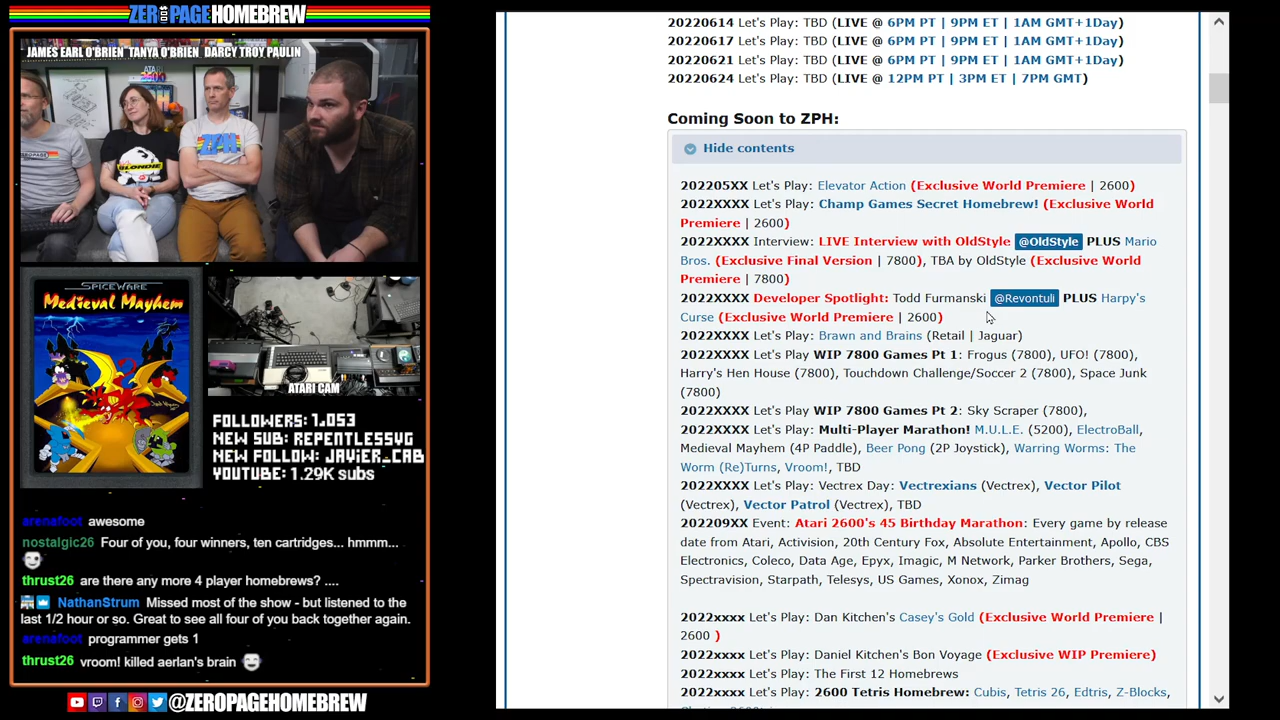 ZEROPAGEHOMEBREW
JAMES EARL O'BRIEN TANYA O'BRIEN DARCY TROY PAULIN
ATARI
BLONDIE
ZPH
SPICEWARE
Medieval Mayhem
ATARI CAM
FOLLOWERS: 1,053
NEW SUB: REPENTLESSVG
NEW FOLLOW: JAVIER_CAB
YOUTUBE: 1.29K subs
arenafoot awesome
nostalgic26 Four of you, four winners, ten cartridges... hmmm...
thrust26 are there any more 4 player homebrews? ....
NathanStrum Missed most of the show - but listened to the
last 1/2 hour or so. Great to see all four of you back together again.
arenafoot programmer gets 1
thrust26 vroom! killed aerlan's brain
@ZEROPAGEHOMEBREW
20220614 Let's Play: TBD (LIVE @ 6PM PT | 9PM ET | 1AM GMT+1Day)
20220617 Let's Play: TBD (LIVE @ 6PM PT | 9PM ET | 1AM GMT+1Day)
20220621 Let's Play: TBD (LIVE @ 6PM PT | 9PM ET | 1AM GMT+1Day)
20220624 Let's Play: TBD (LIVE @ 12PM PT | 3PM ET | 7PM GMT)
Coming Soon to ZPH:
Hide contents
202205XX Let's Play: Elevator Action (Exclusive World Premiere | 2600)
2022XXXX Let's Play: Champ Games Secret Homebrew! (Exclusive World
Premiere | 2600)
2022XXXX Interview: LIVE Interview with OldStyle @OldStyle PLUS Mario
Bros. (Exclusive Final Version | 7800), TBA by OldStyle (Exclusive World
Premiere | 7800)
2022XXXX Developer Spotlight: Todd Furmanski @Revontuli PLUS Harpy's
Curse (Exclusive World Premiere | 2600)
2022XXXX Let's Play: Brawn and Brains (Retail | Jaguar)
2022XXXX Let's Play WIP 7800 Games Pt 1: Frogus (7800), UFO! (7800),
Harry's Hen House (7800), Touchdown Challenge/Soccer 2 (7800), Space Junk
(7800)
2022XXXX Let's Play WIP 7800 Games Pt 2: Sky Scraper (7800),
2022XXXX Let's Play: Multi-Player Marathon! M.U.L.E. (5200), ElectroBall,
Medieval Mayhem (4P Paddle), Beer Pong (2P Joystick), Warring Worms: The
Worm (Re)Turns, Vroom!, TBD
2022XXXX Let's Play: Vectrex Day: Vectrexians (Vectrex), Vector Pilot
(Vectrex), Vector Patrol (Vectrex), TBD
202209XX Event: Atari 2600's 45 Birthday Marathon: Every game by release
date from Atari, Activision, 20th Century Fox, Absolute Entertainment, Apollo, CBS
Electronics, Coleco, Data Age, Epyx, Imagic, M Network, Parker Brothers, Sega,
Spectravision, Starpath, Telesys, US Games, Xonox, Zimag
2022xxxx Let's Play: Dan Kitchen's Casey's Gold (Exclusive World Premiere |
2600 )
2022xxxx Let's Play: Daniel Kitchen's Bon Voyage (Exclusive WIP Premiere)
2022xxxx Let's Play: The First 12 Homebrews
2022xxxx Let's Play: 2600 Tetris Homebrew: Cubis, Tetris 26, Edtris, Z-Blocks,